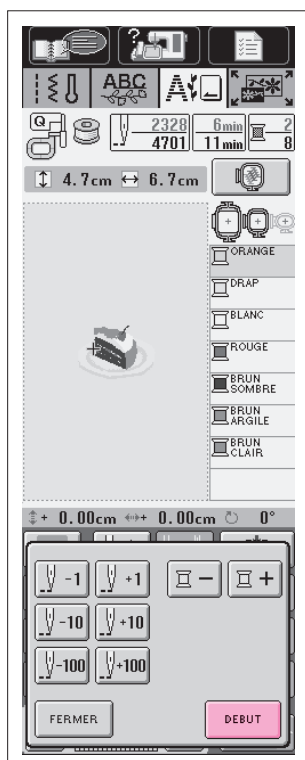 ?
ABC
A
Q
2328
4701
6min
11min
2
8
4.7cm 6.7cm
ORANGE
DRAP
BLANC
ROUGE
BRUN
SOMBRE
BRUN
ARGILE
BRUN
CLAIR
+ 0.00cm + 0.00cm 0°
-1 +1 - +
-10 +10
-100 +100
FERMER DEBUT